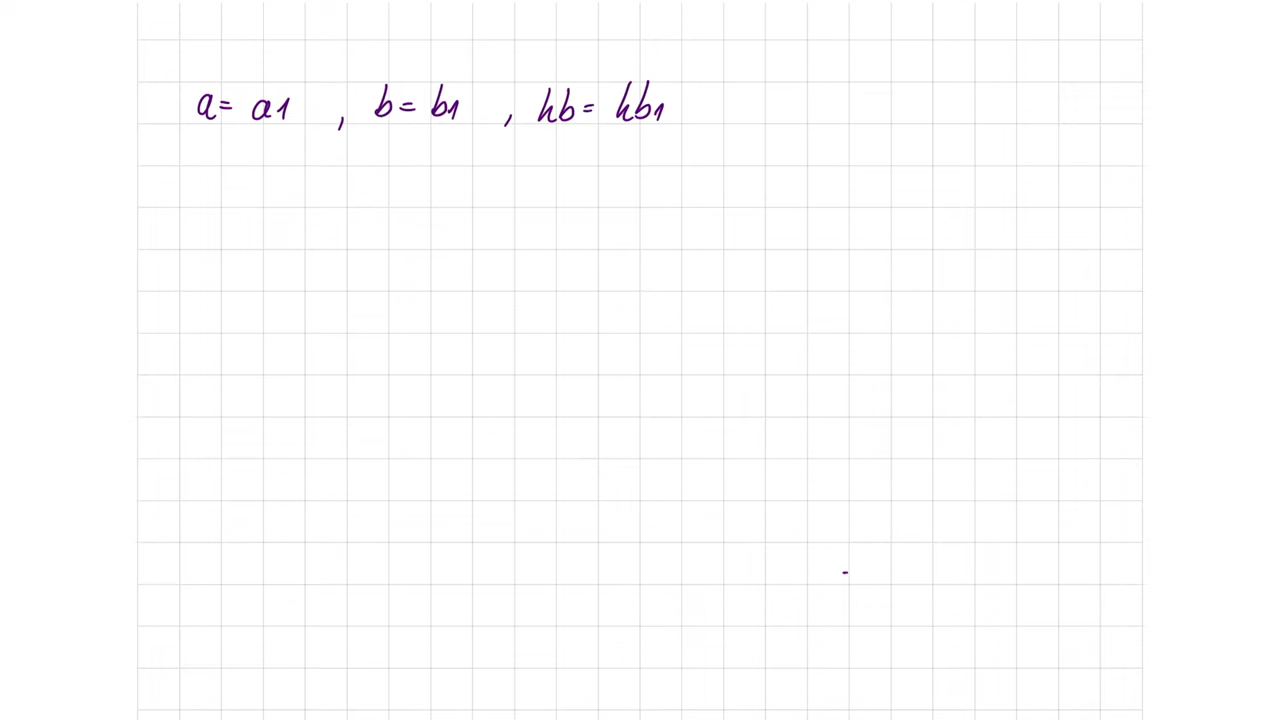 a = a1 , b = b1 , hb = hb1